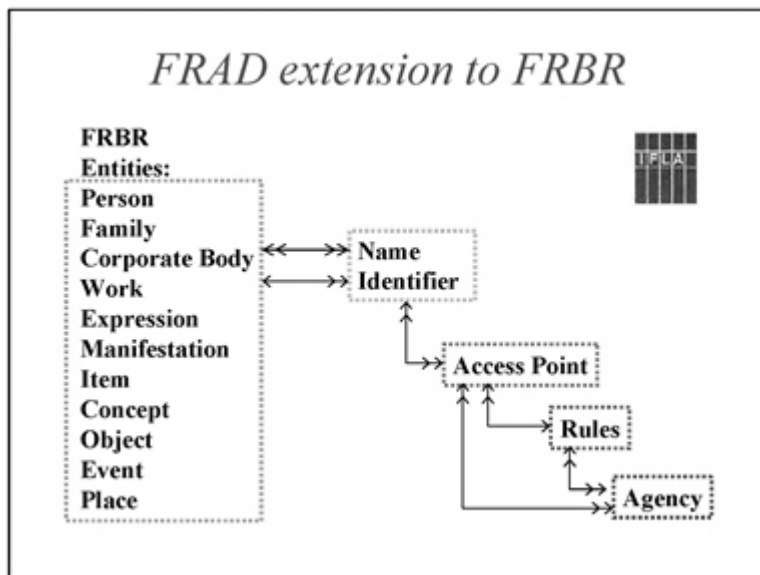 FRAD extension to FRBR
FRBR
Entities:
Person
Family
Corporate Body
Work
Expression
Manifestation
Item
Concept
Object
Event
Place
IFLA
Name
Identifier
Access Point
Rules
Agency